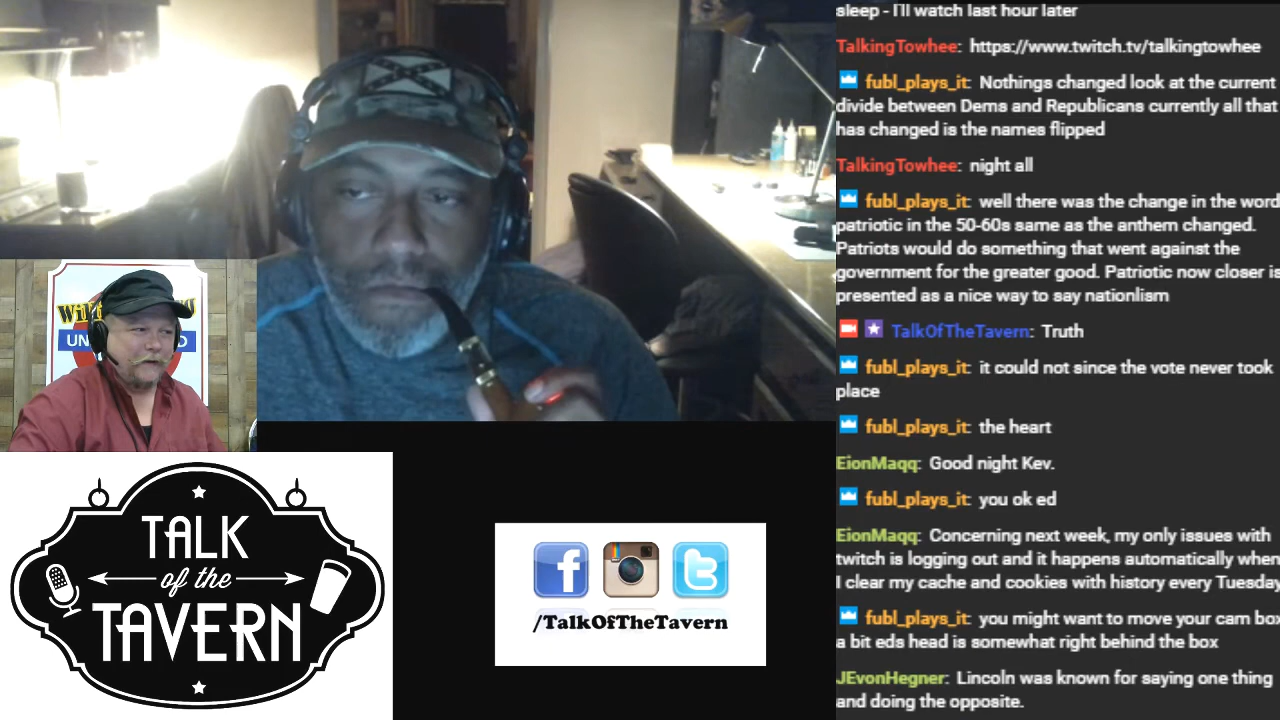 sleep - I'll watch last hour later
TalkingTowhee: https://www.twitch.tv/talkingtowhee
fubl_plays_it: Nothings changed look at the current
divide between Dems and Republicans currently all that
has changed is the names flipped
TalkingTowhee: night all
fubl_plays_it: well there was the change in the word
patriotic in the 50-60s same as the anthem changed.
Patriots would do something that went against the
government for the greater good. Patriotic now closer is
presented as a nice way to say nationlism
TalkOfTheTavern: Truth
fubl_plays_it: it could not since the vote never took
place
fubl_plays_it: the heart
EionMaqq: Good night Kev.
fubl_plays_it: you ok ed
EionMaqq: Concerning next week, my only issues with
twitch is logging out and it happens automatically when
I clear my cache and cookies with history every Tuesday
fubl_plays_it: you might want to move your cam box
a bit eds head is somewhat right behind the box
JEvonHegner: Lincoln was known for saying one thing
and doing the opposite.
UN
TALK
of the
TAVERN
/TalkOfTheTavern